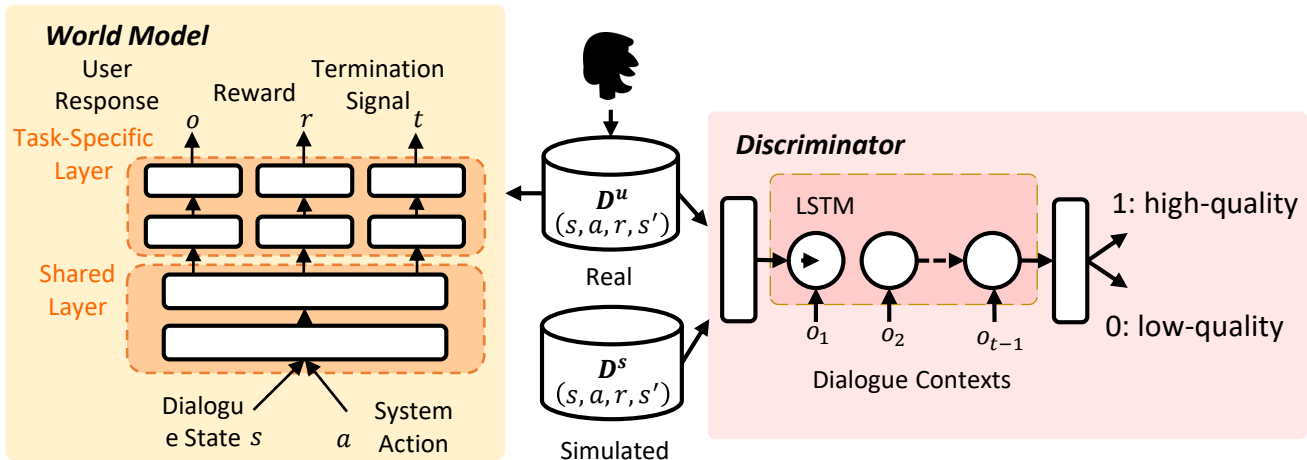 World Model
User
Response
Reward
Termination
Signal
o
r
t
Task-Specific
Layer
Shared
Layer
Dialogu
e State s
a
System
Action
D^u
(s, a, r, s′)
Real
D^s
(s, a, r, s′)
Simulated
Discriminator
LSTM
o_1
o_2
o_{t−1}
Dialogue Contexts
1: high-quality
0: low-quality